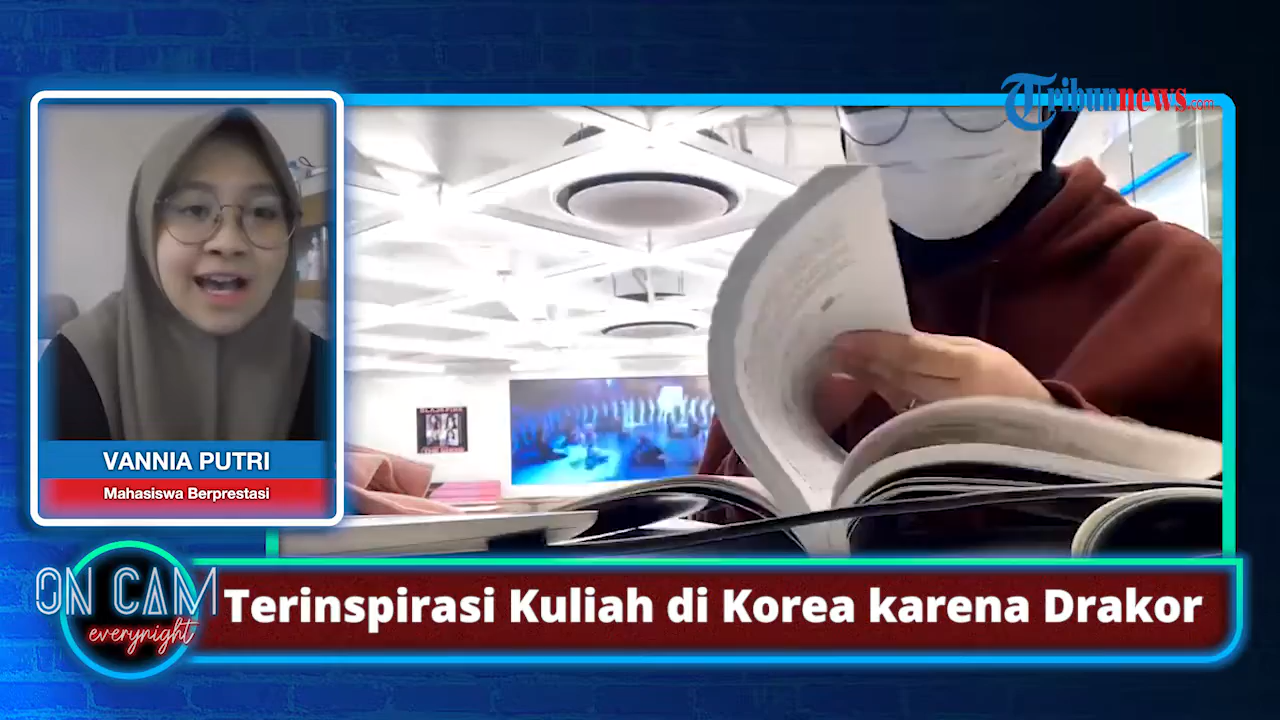 Tribunnews.com
VANNIA PUTRI
Mahasiswa Berprestasi
ON CAM
everynight
Terinspirasi Kuliah di Korea karena Drakor